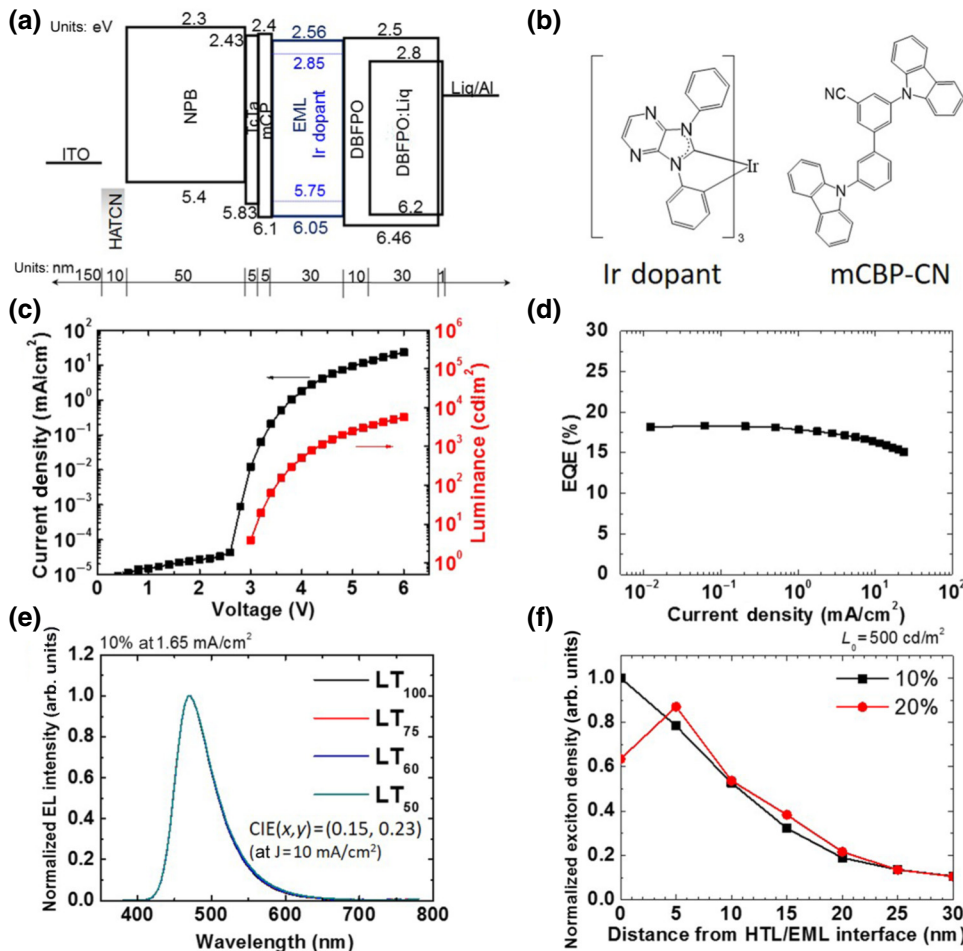 (a)
Units: eV
2.3
2.43
2.4
2.56
2.5
2.85
2.8
NPB
TcTa
mCP
EML
Ir dopant
DBFPO
DBFPO:Liq
Liq/Al
ITO
HATCN
5.4
5.83
6.1
5.75
6.05
6.2
6.46
Units: nm
150 10 50 5 5 30 10 30 1
(b)
N
N
N
N
Ir
3
Ir dopant
NC
N
N
mCBP-CN
(c)
Current density (mA/cm²)
10²
10¹
10⁰
10⁻¹
10⁻²
10⁻³
10⁻⁴
10⁻⁵
0 1 2 3 4 5 6
Voltage (V)
10⁶
10⁵
10⁴
10³
10²
10¹
10⁰
Luminance (cd/m²)
(d)
EQE (%)
30
25
20
15
10
5
0
10⁻² 10⁻¹ 10⁰ 10¹ 10²
Current density (mA/cm²)
(e)
10% at 1.65 mA/cm²
Normalized EL intensity (arb. units)
1.2
1.0
0.8
0.6
0.4
0.2
0.0
LT₁₀₀
LT₇₅
LT₆₀
LT₅₀
CIE(x,y)=(0.15, 0.23)
(at J=10 mA/cm²)
400 500 600 700 800
Wavelength (nm)
(f)
L₀ = 500 cd/m²
Normalized exciton density (arb. units)
1.0
0.8
0.6
0.4
0.2
0.0
10%
20%
0 5 10 15 20 25 30
Distance from HTL/EML interface (nm)